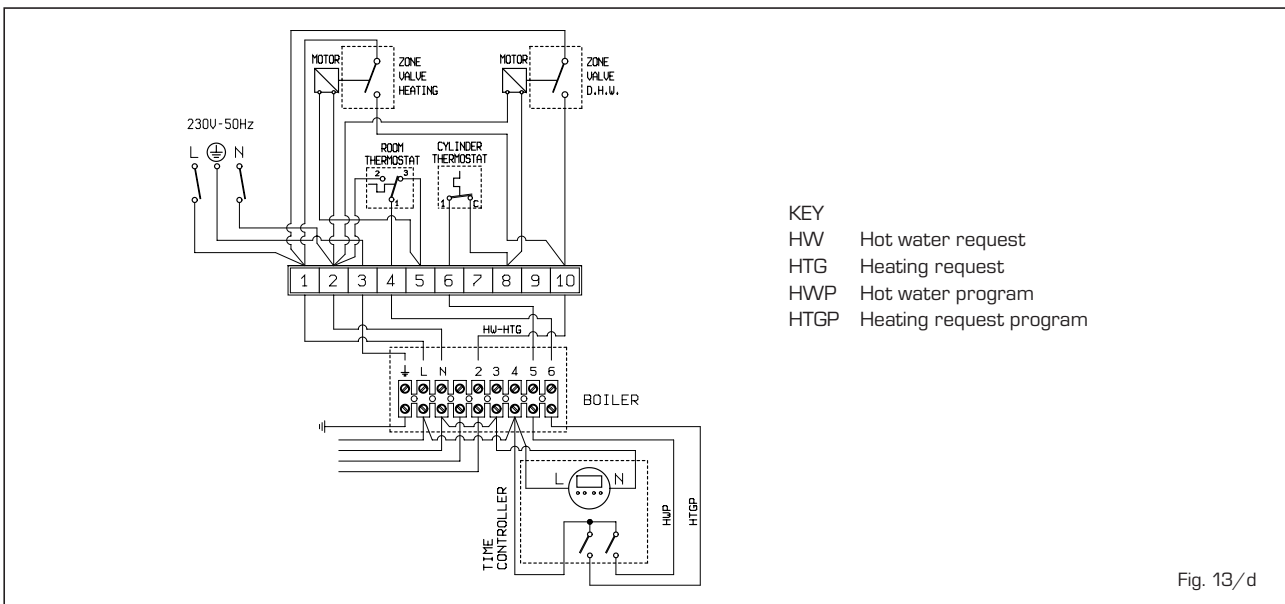 MOTOR
ZONE
VALVE
HEATING
MOTOR
ZONE
VALVE
D.H.W.
230V-50Hz
L N
ROOM
THERMOSTAT
2 3
1
CYLINDER
THERMOSTAT
1 C
1 2 3 4 5 6 7 8 9 10
HW-HTG
L N 2 3 4 5 6
BOILER
L N
TIME
CONTROLLER
HWP
HTGP
KEY
HW Hot water request
HTG Heating request
HWP Hot water program
HTGP Heating request program
Fig. 13/d